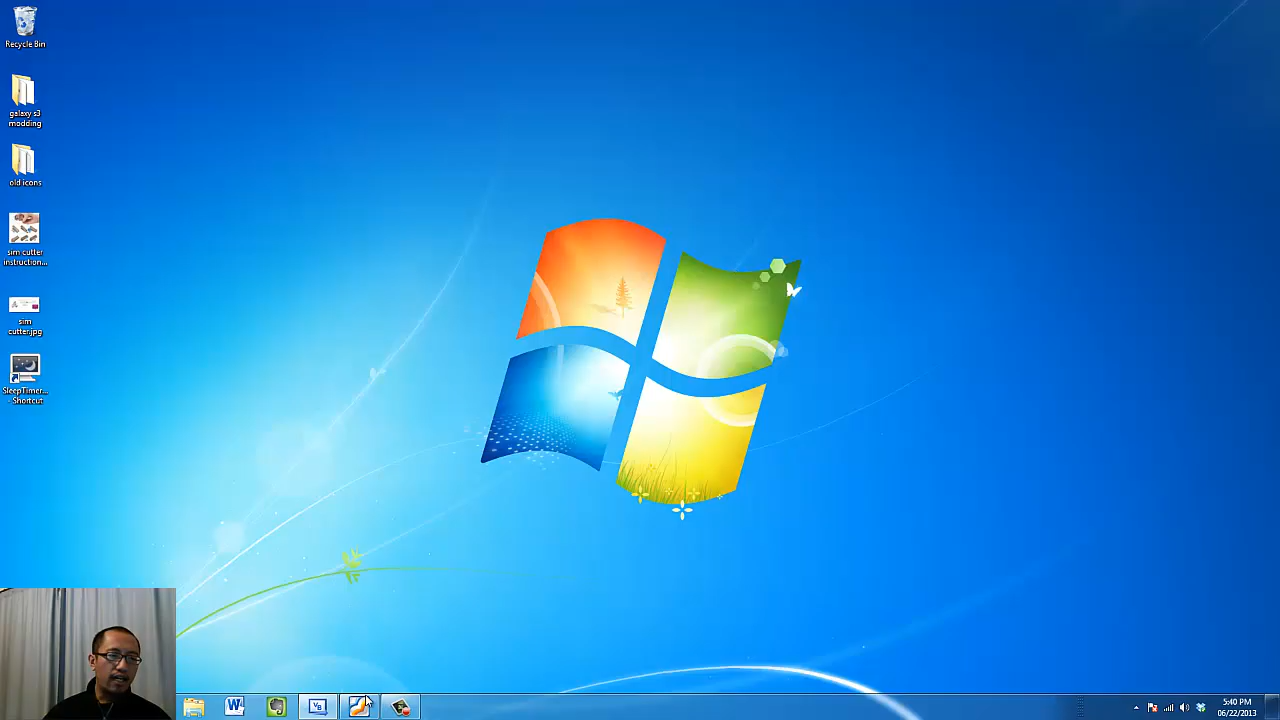 Recycle Bin
galaxy s3
modding
old icons
sim cutter
instruction...
sim
cutter.jpg
SleepTimer...
- Shortcut
W
V8
5:40 PM
06/22/2013